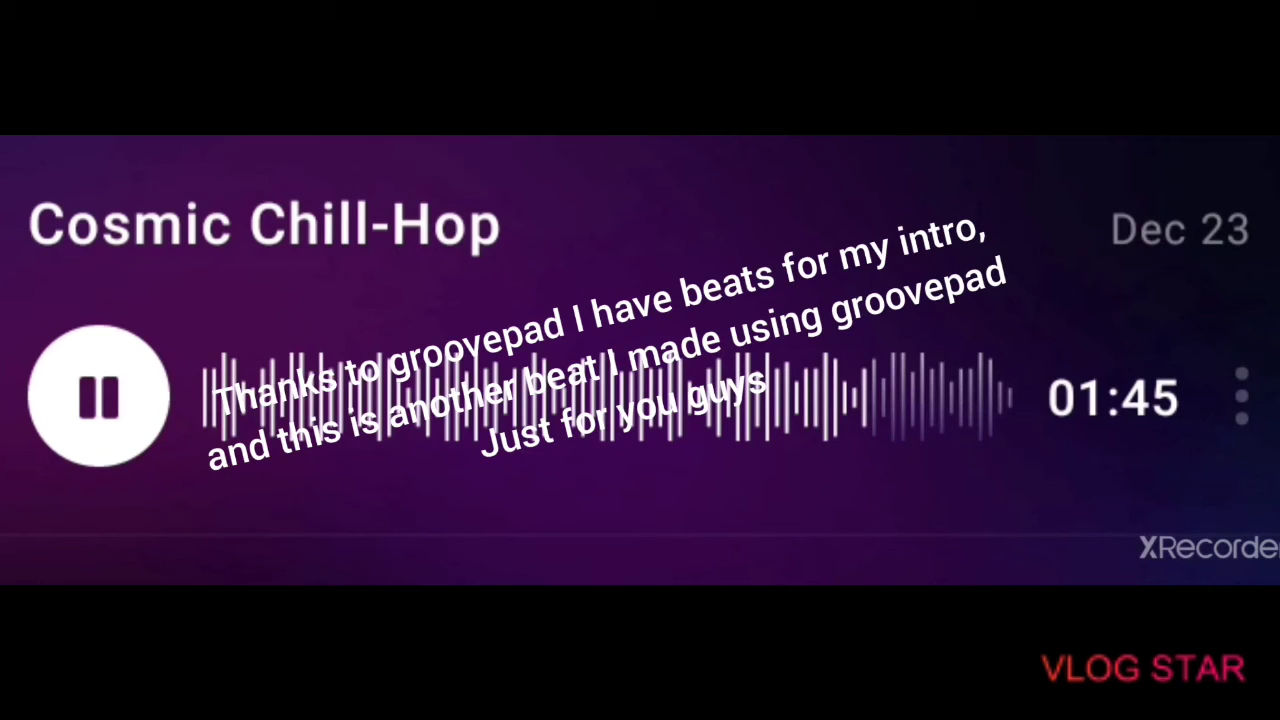 Cosmic Chill-Hop
Dec 23
Thanks to groovepad I have beats for my intro,
and this is another beat I made using groovepad
Just for you guys
01:45
XRecorder
VLOG STAR